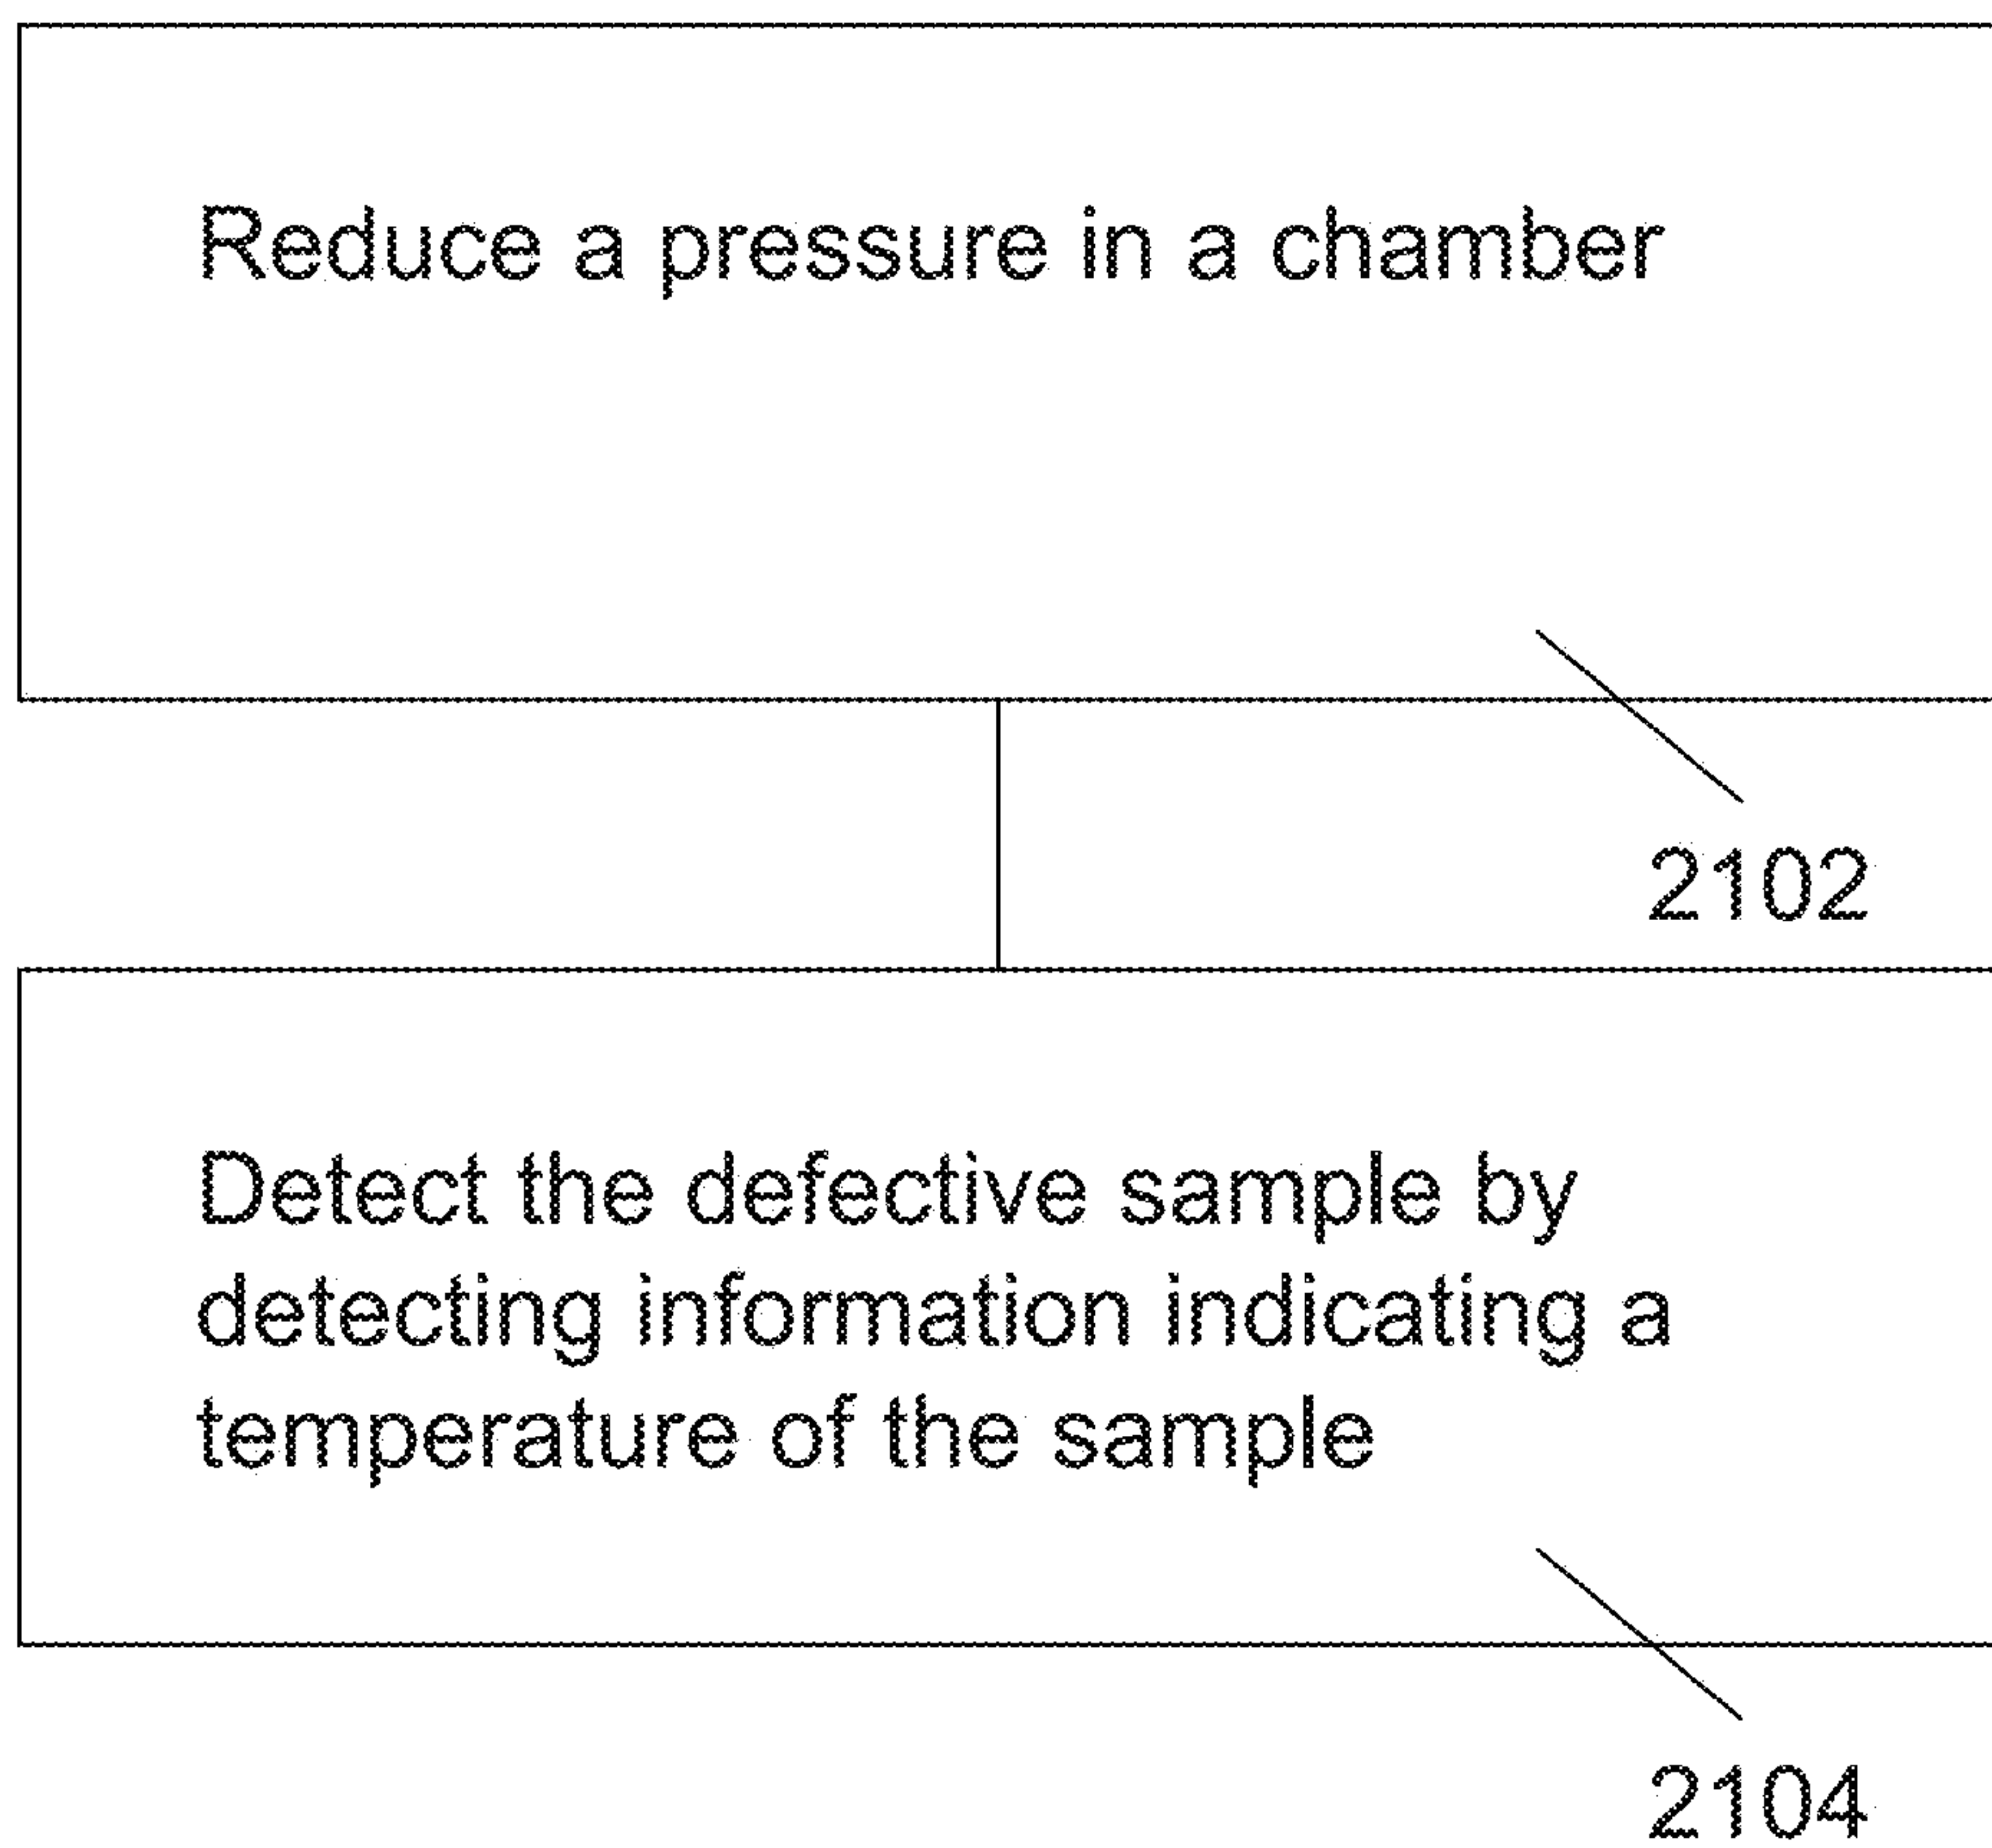 Reduce a pressure in a chamber
2102
Detect the defective sample by
detecting information indicating a
temperature of the sample
2104